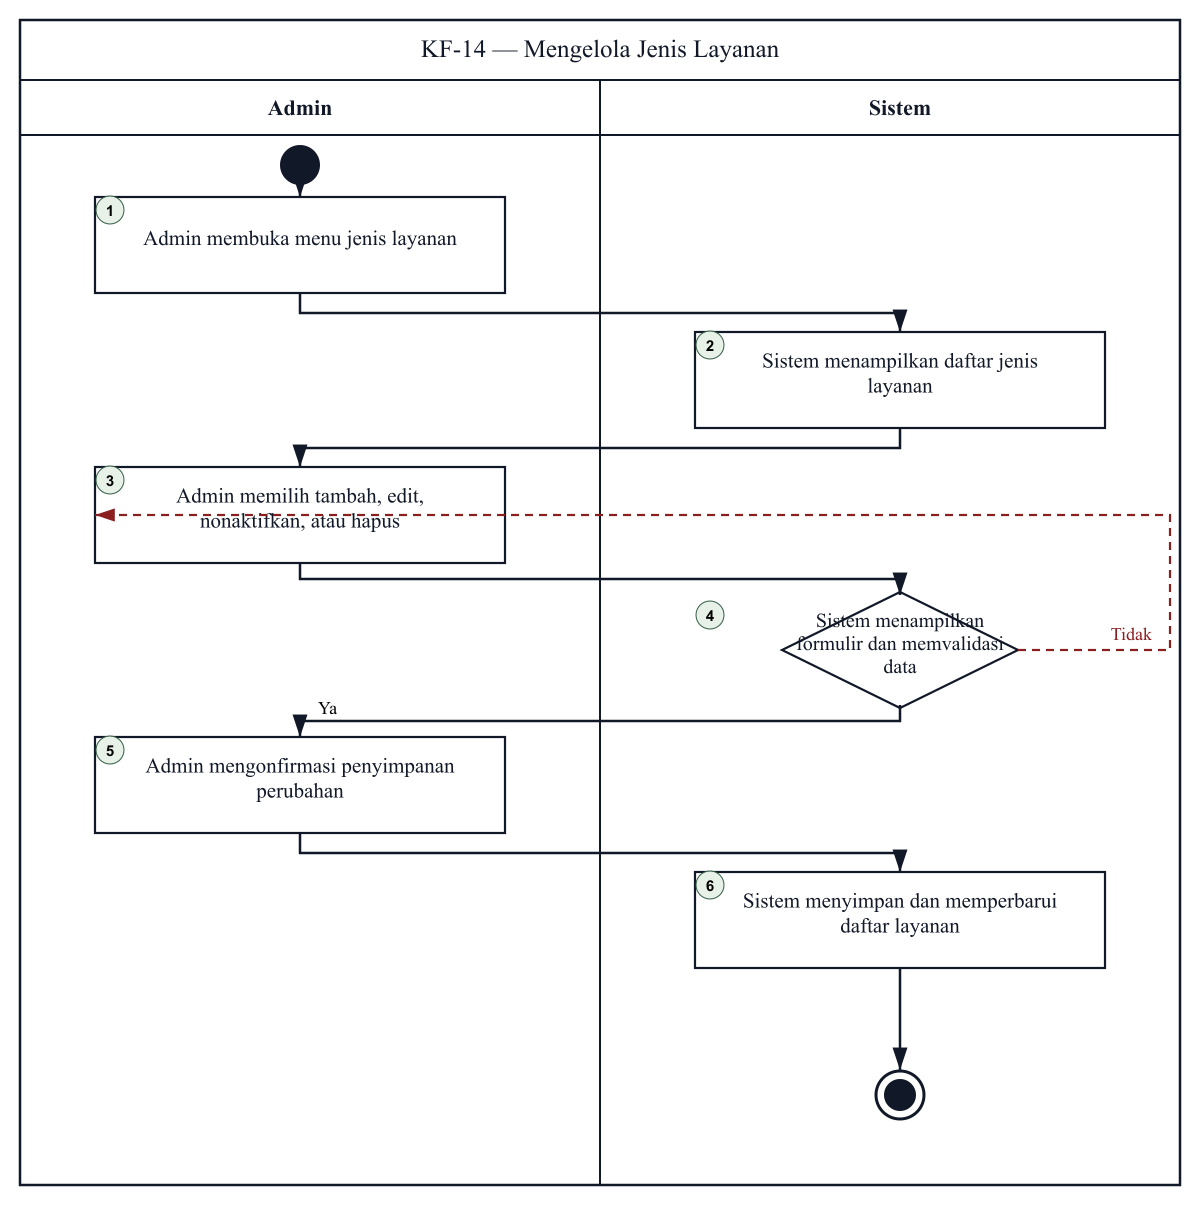 KF-14 — Mengelola Jenis Layanan
Admin
Sistem
1
Admin membuka menu jenis layanan
2
Sistem menampilkan daftar jenis
layanan
3
Admin memilih tambah, edit,
nonaktifkan, atau hapus
4
Sistem menampilkan
formulir dan memvalidasi
data
Tidak
Ya
5
Admin mengonfirmasi penyimpanan
perubahan
6
Sistem menyimpan dan memperbarui
daftar layanan